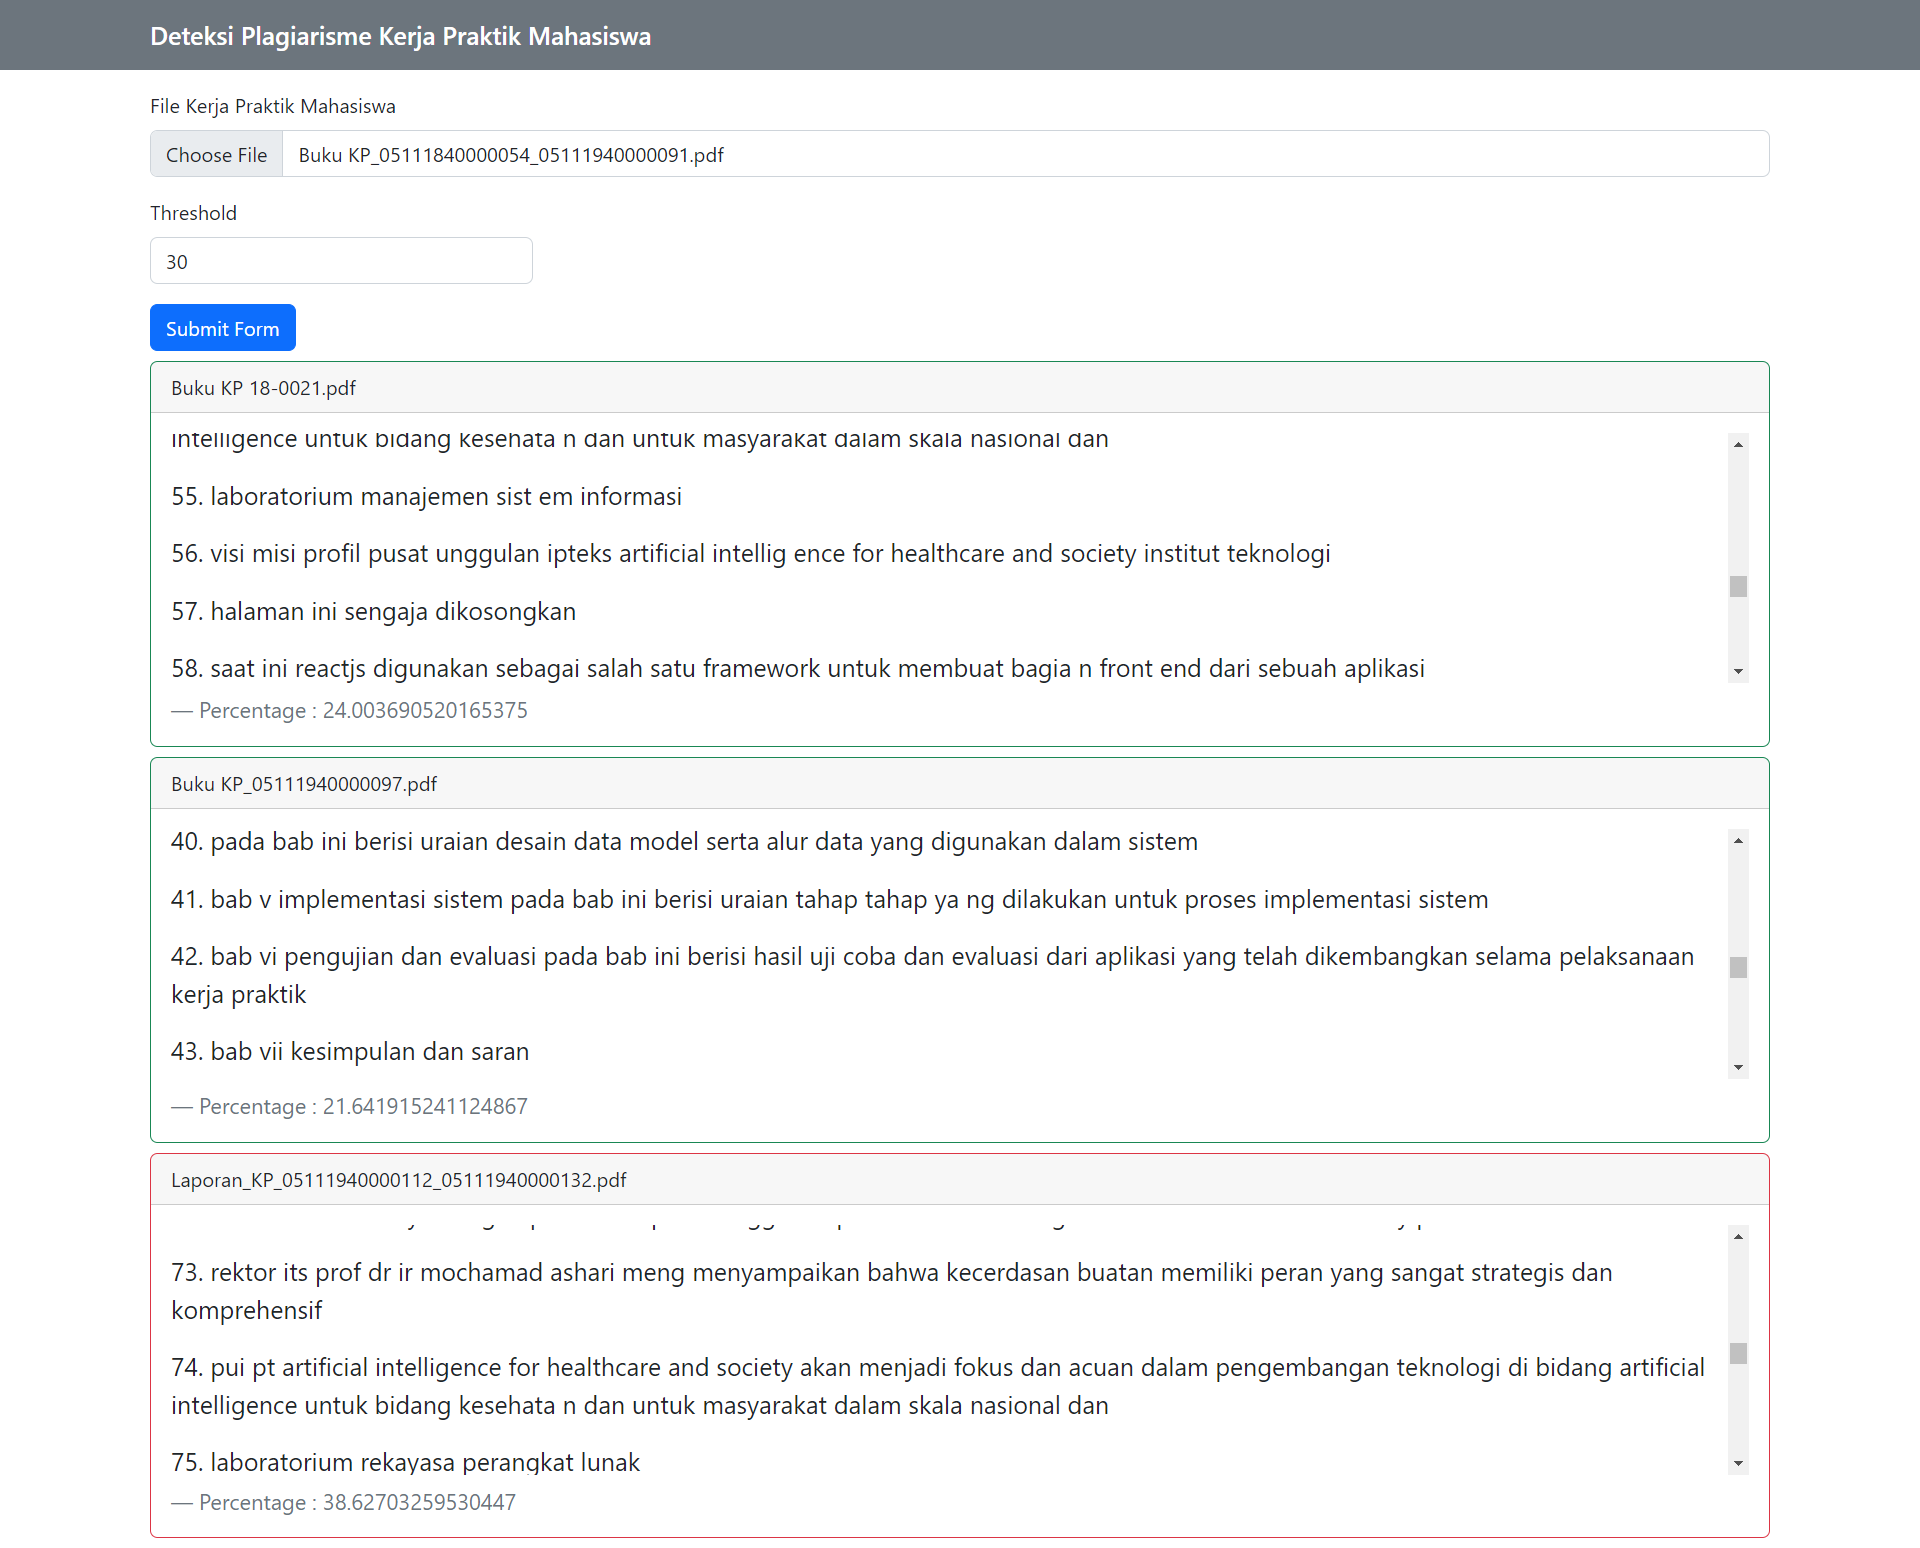 Deteksi Plagiarisme Kerja Praktik Mahasiswa
File Kerja Praktik Mahasiswa
Choose File Buku KP_05111840000054_05111940000091.pdf
Threshold
30
Submit Form
Buku KP 18-0021.pdf
intelligence untuk bidang kesehata n dan untuk masyarakat dalam skala nasional dan
55. laboratorium manajemen sist em informasi
56. visi misi profil pusat unggulan ipteks artificial intellig ence for healthcare and society institut teknologi
57. halaman ini sengaja dikosongkan
58. saat ini reactjs digunakan sebagai salah satu framework untuk membuat bagia n front end dari sebuah aplikasi
— Percentage : 24.003690520165375
Buku KP_05111940000097.pdf
40. pada bab ini berisi uraian desain data model serta alur data yang digunakan dalam sistem
41. bab v implementasi sistem pada bab ini berisi uraian tahap tahap ya ng dilakukan untuk proses implementasi sistem
42. bab vi pengujian dan evaluasi pada bab ini berisi hasil uji coba dan evaluasi dari aplikasi yang telah dikembangkan selama pelaksanaan
kerja praktik
43. bab vii kesimpulan dan saran
— Percentage : 21.641915241124867
Laporan_KP_05111940000112_05111940000132.pdf
73. rektor its prof dr ir mochamad ashari meng menyampaikan bahwa kecerdasan buatan memiliki peran yang sangat strategis dan
komprehensif
74. pui pt artificial intelligence for healthcare and society akan menjadi fokus dan acuan dalam pengembangan teknologi di bidang artificial
intelligence untuk bidang kesehata n dan untuk masyarakat dalam skala nasional dan
75. laboratorium rekayasa perangkat lunak
— Percentage : 38.62703259530447